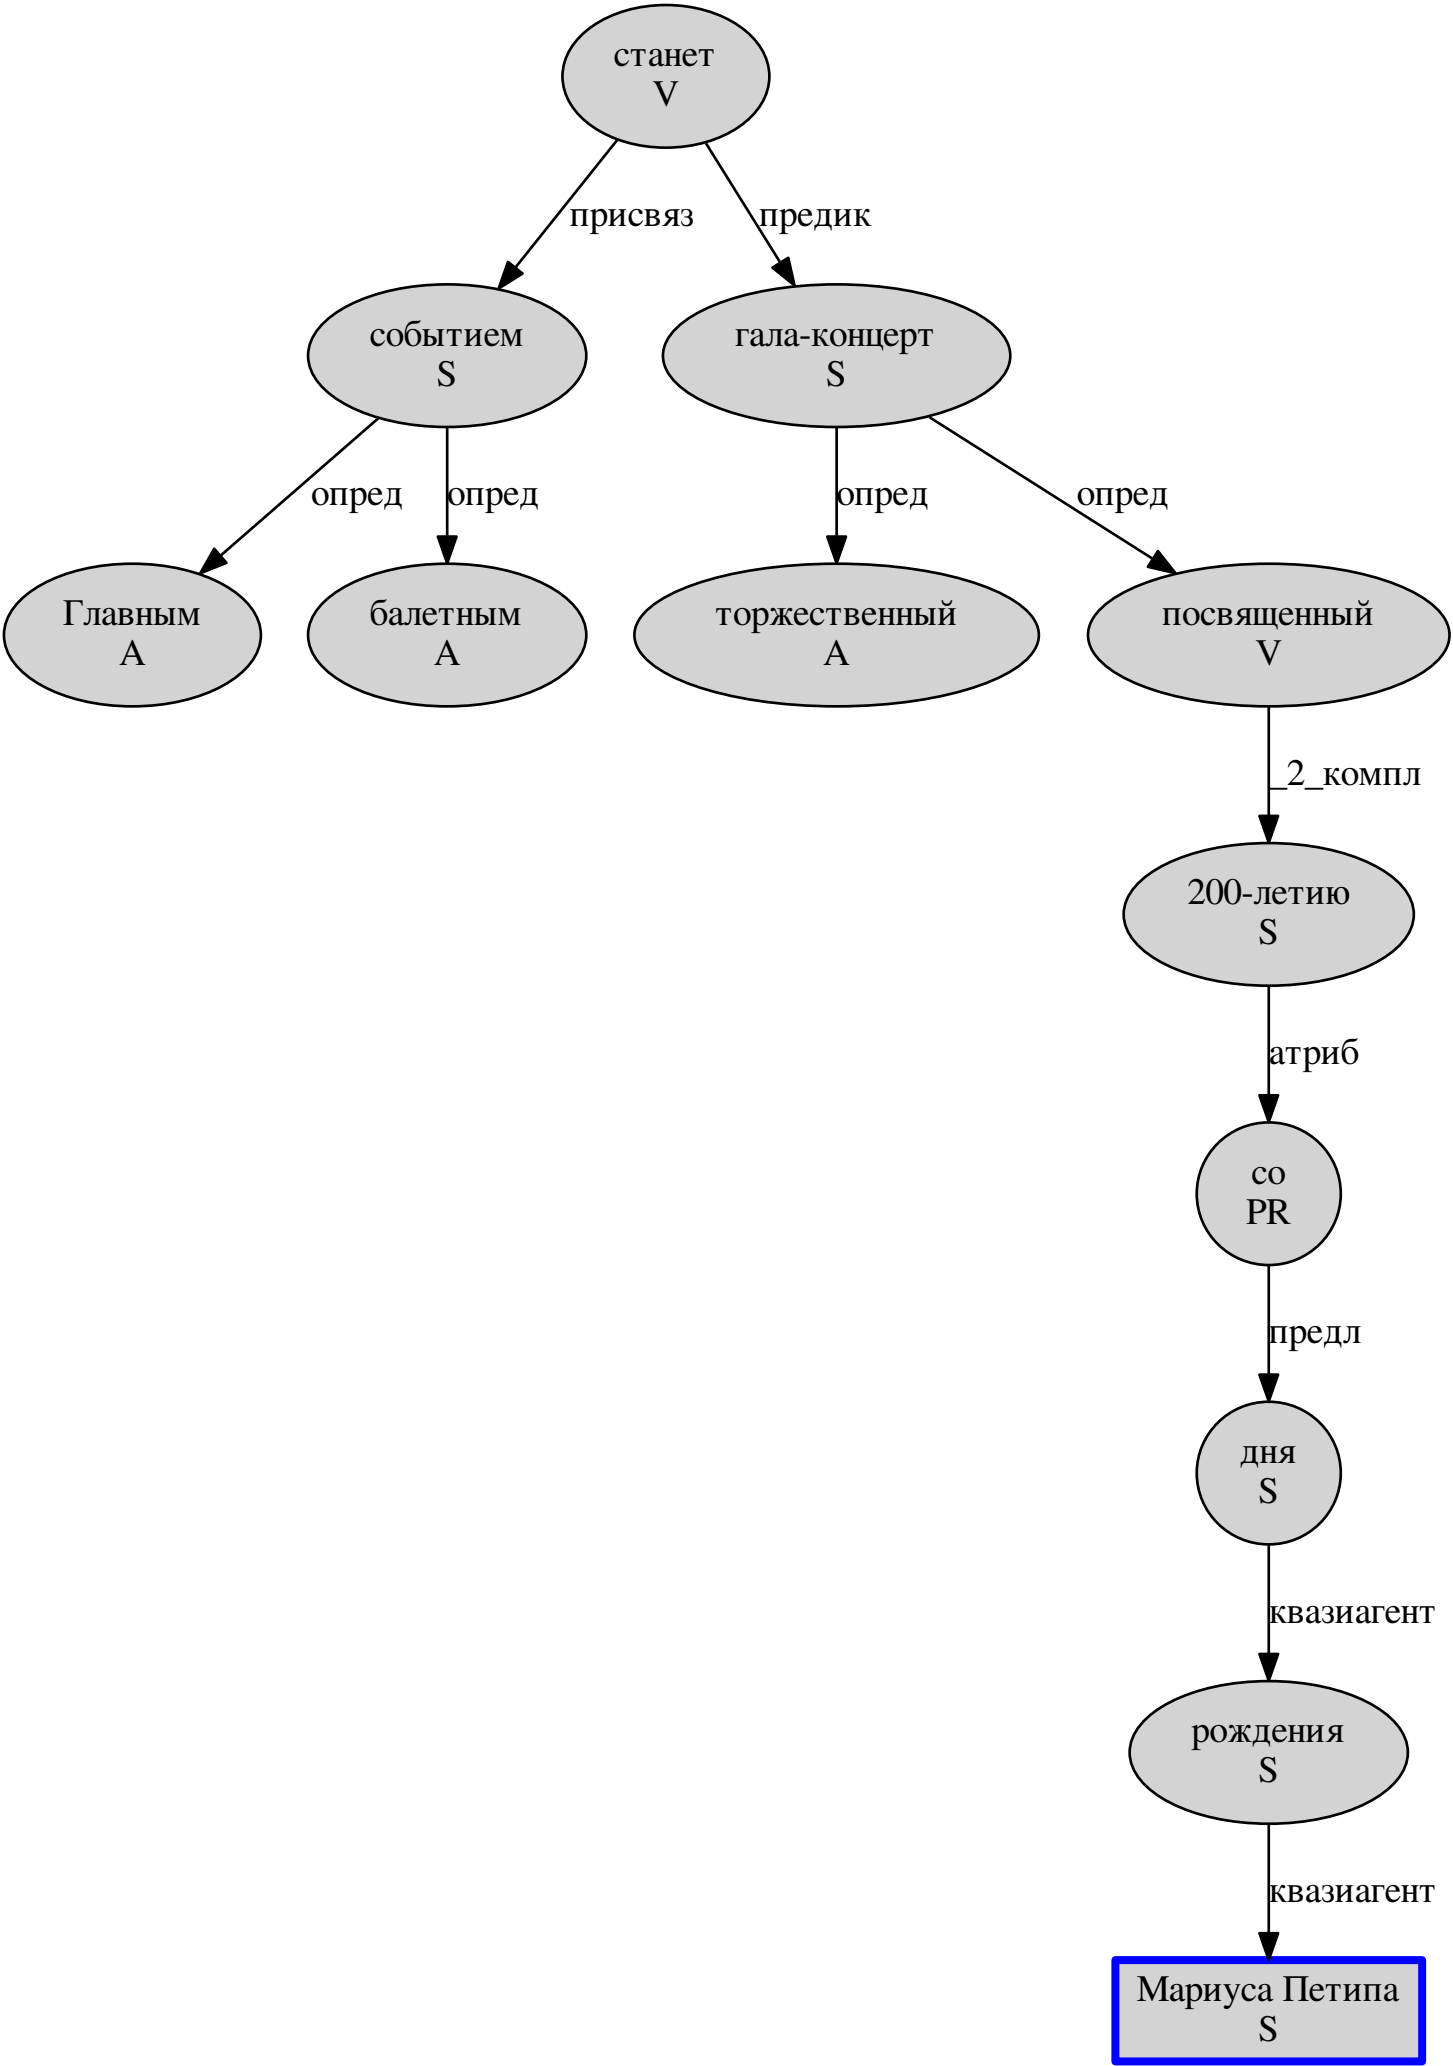 станет
V
присвяз
предик
событием
S
гала-концерт
S
опред
опред
опред
опред
Главным
A
балетным
A
торжественный
A
посвященный
V
_2_компл
200-летию
S
атриб
со
PR
предл
дня
S
квазиагент
рождения
S
квазиагент
Мариуса Петипа
S